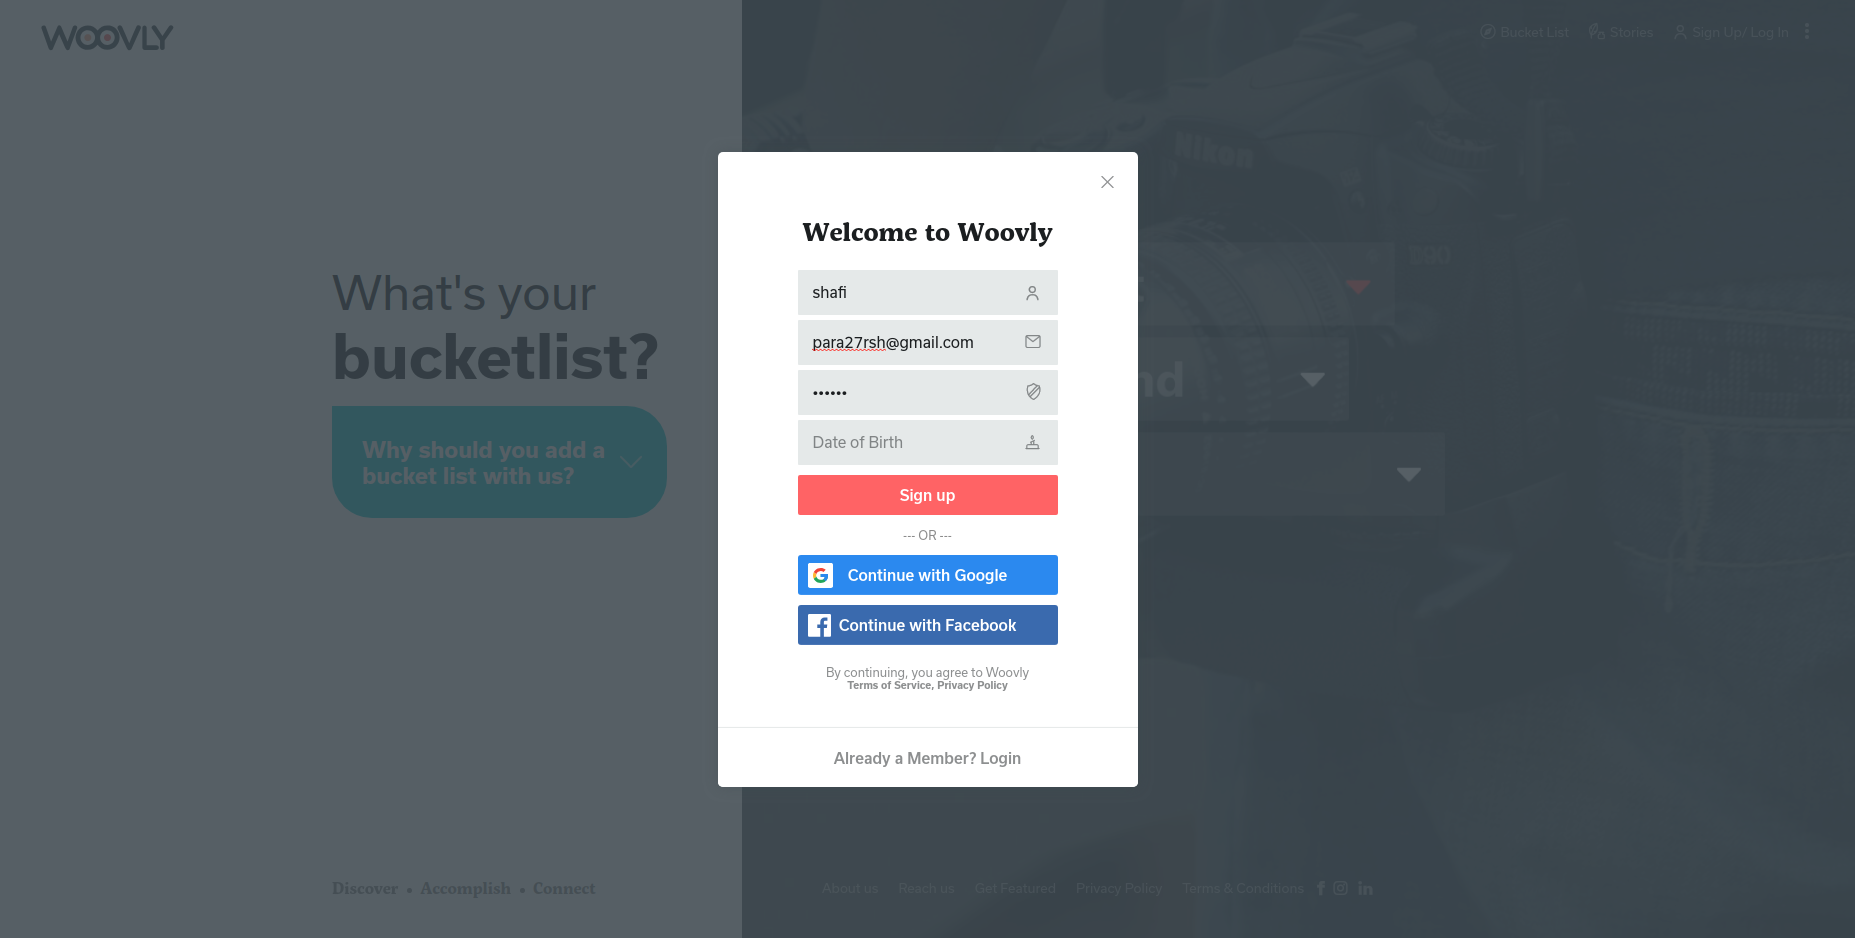 WOOVLY
Bucket List
Stories
Sign Up/ Log In
Nikon
What's your
bucketlist?
Why should you add a
bucket list with us?
Welcome to Woovly
shafi
para27rsh@gmail.com
••••••
Date of Birth
Sign up
--- OR ---
Continue with Google
Continue with Facebook
By continuing, you agree to Woovly
Terms of Service, Privacy Policy
Already a Member? Login
Discover • Accomplish • Connect
About us
Reach us
Get Featured
Privacy Policy
Terms & Conditions